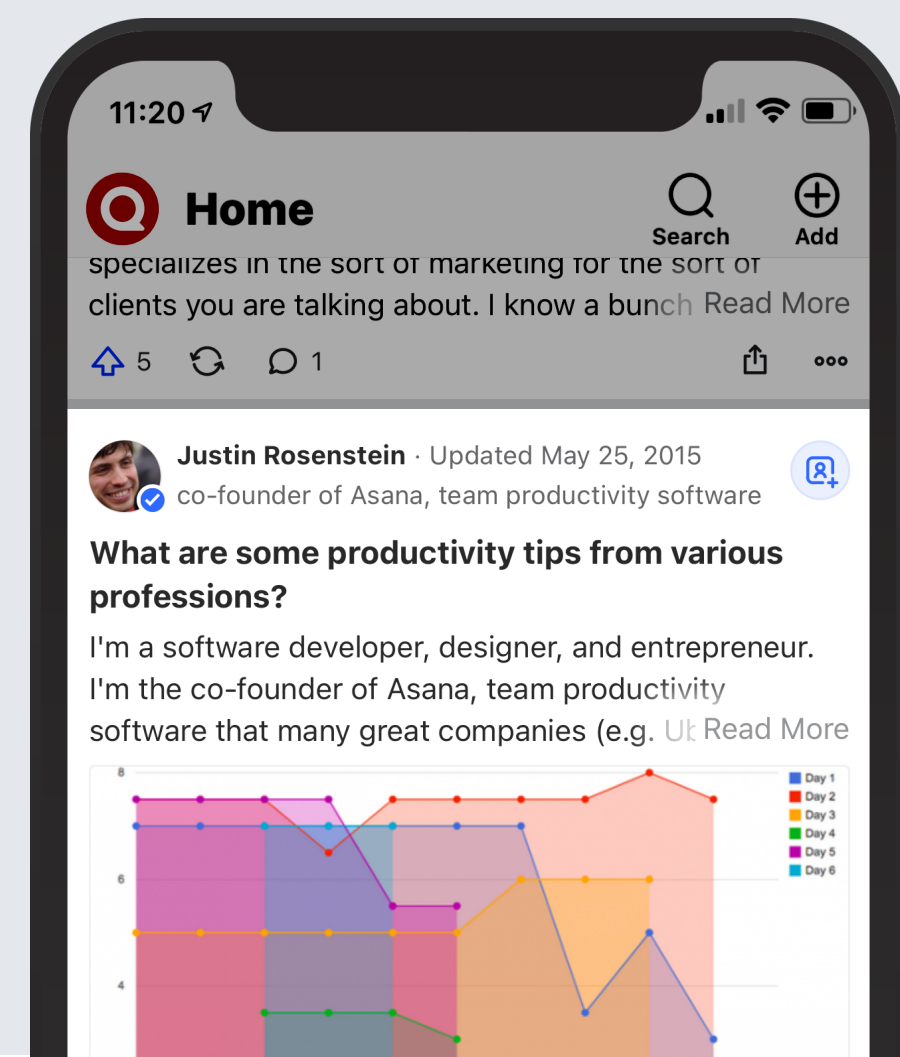 11:20
Home
Search
Add
specializes in the sort of marketing for the sort of
clients you are talking about. I know a bunch Read More
5
1
Justin Rosenstein · Updated May 25, 2015
co-founder of Asana, team productivity software
What are some productivity tips from various
professions?
I'm a software developer, designer, and entrepreneur.
I'm the co-founder of Asana, team productivity
software that many great companies (e.g. Read More
8
Day 1
Day 2
Day 3
Day 4
Day 5
Day 6
6
4